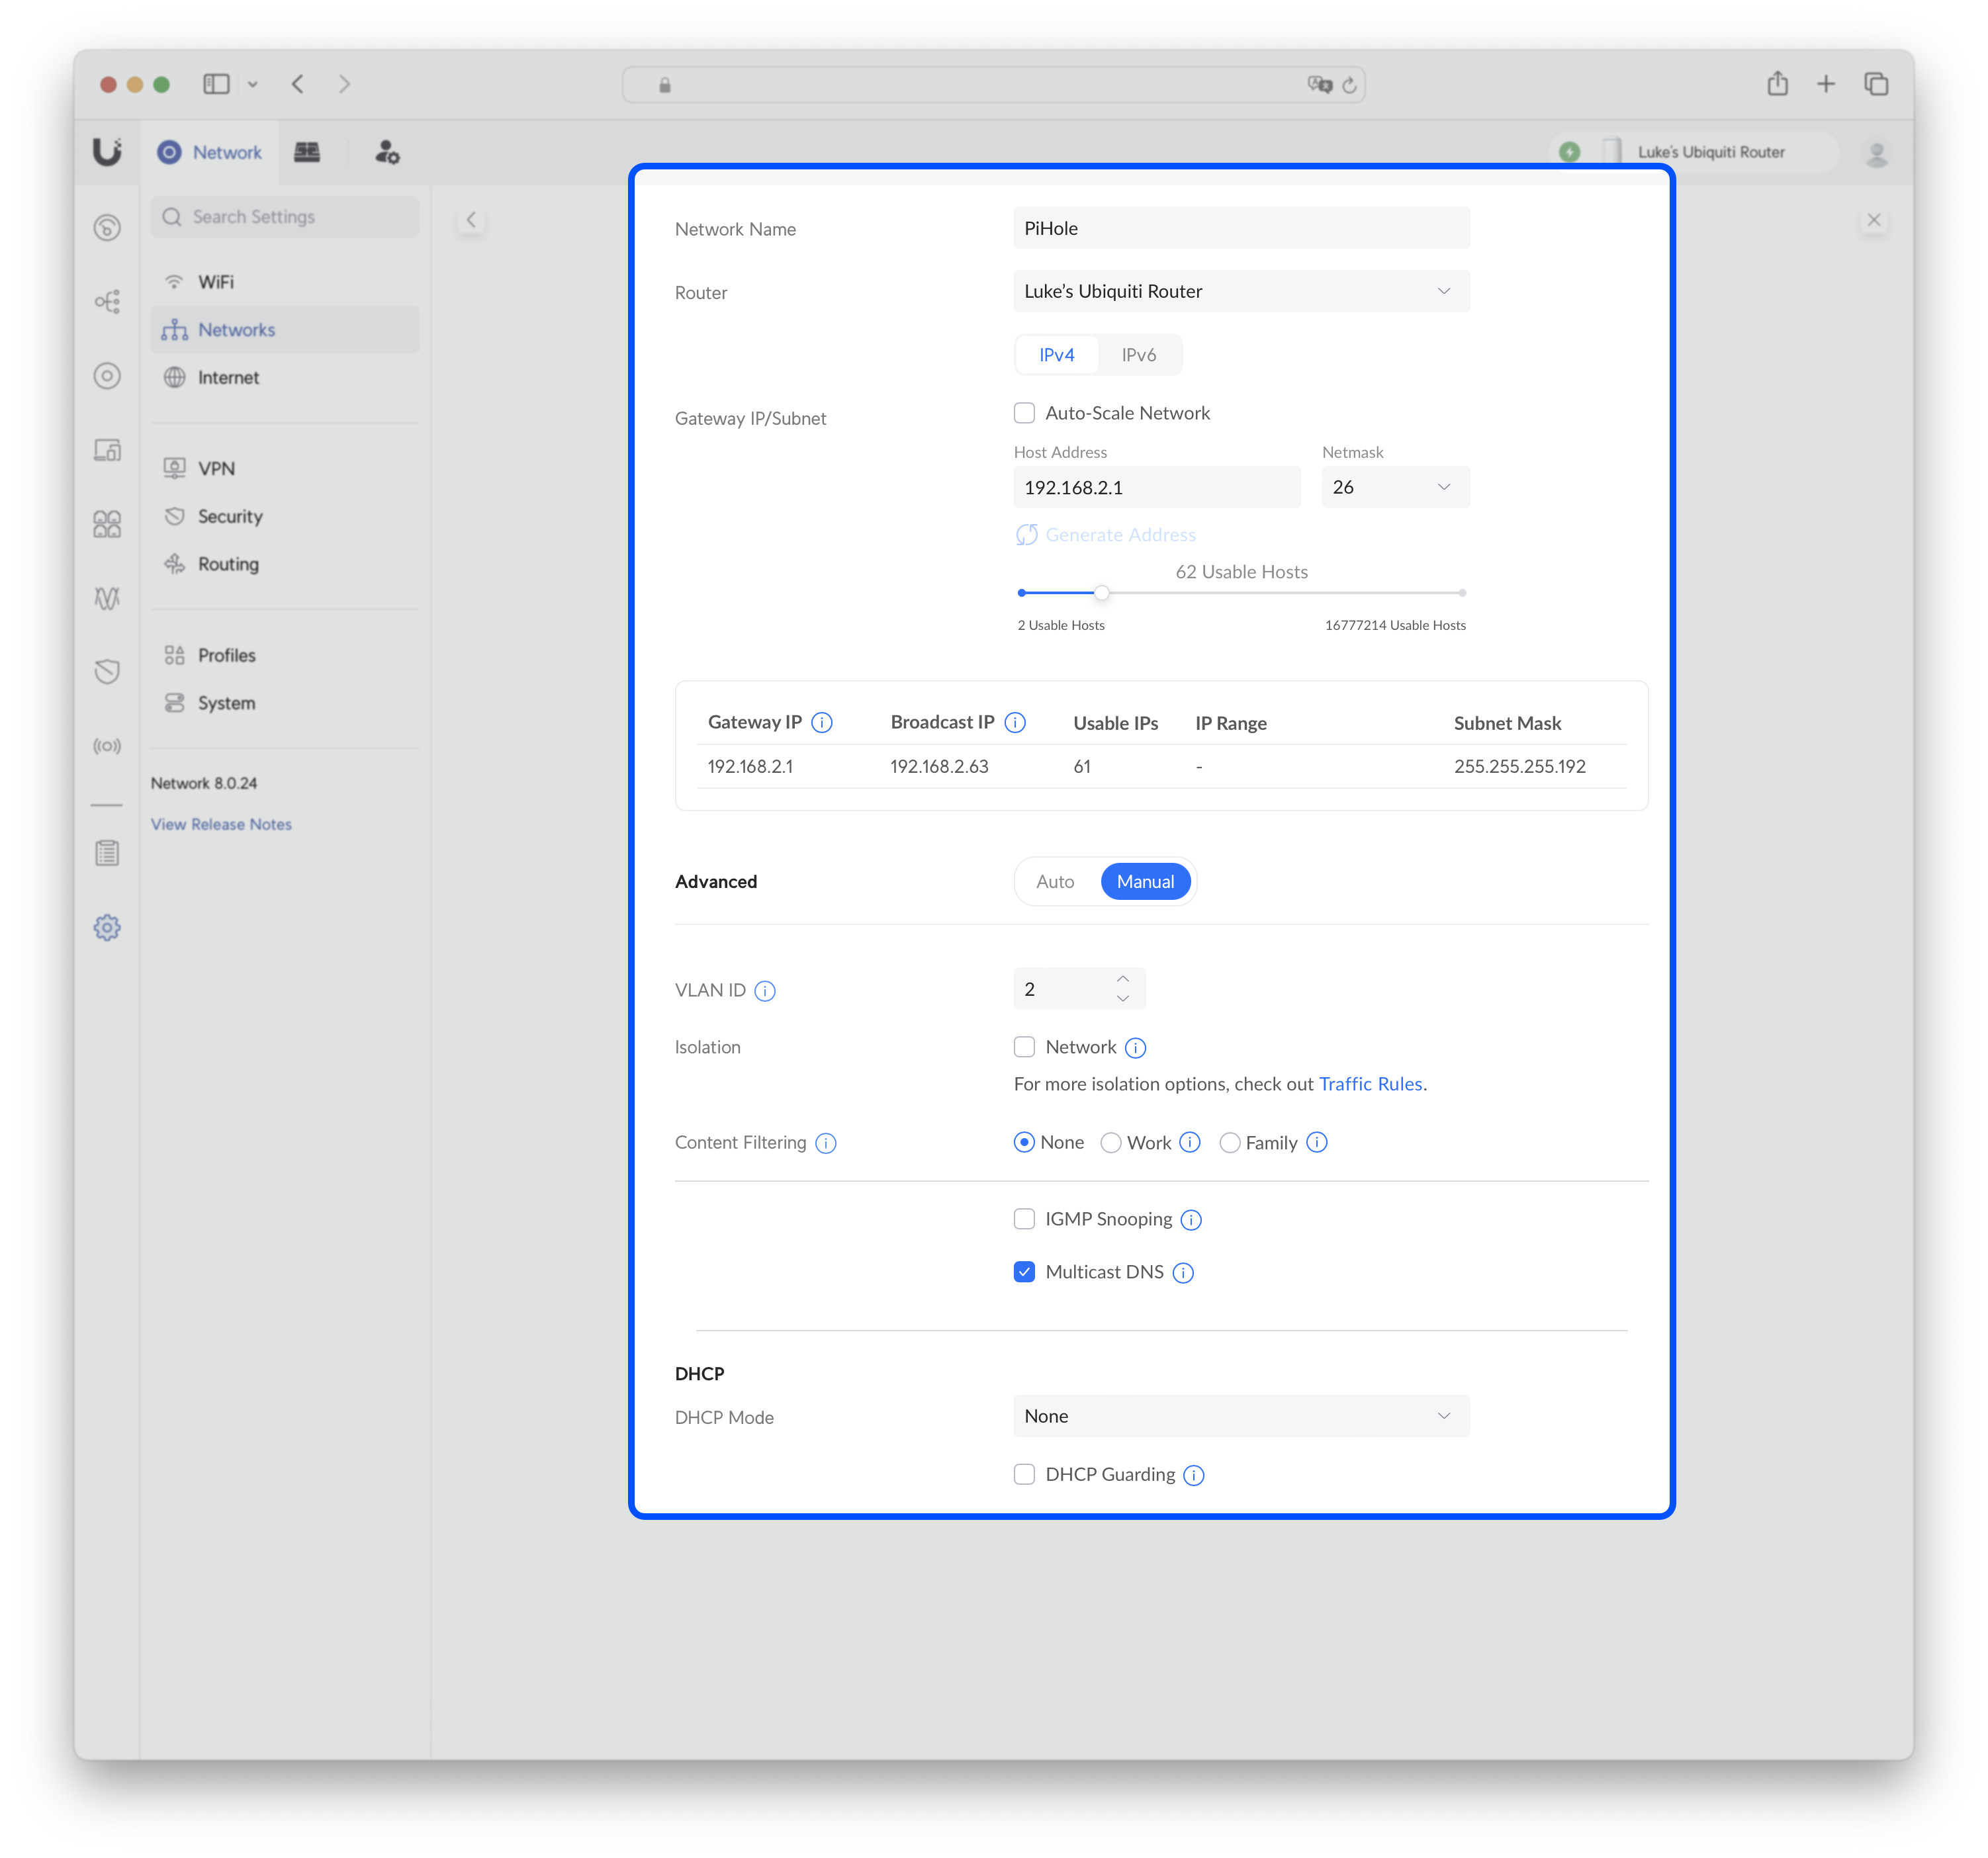 Network
Luke's Ubiquiti Router
Search Settings
WiFi
Networks
Internet
VPN
Security
Routing
Profiles
System
Network 8.0.24
View Release Notes
Network Name PiHole
Router Luke's Ubiquiti Router
IPv4 IPv6
Gateway IP/Subnet Auto-Scale Network
Host Address Netmask
192.168.2.1 26
Generate Address
62 Usable Hosts
2 Usable Hosts 16777214 Usable Hosts
Gateway IP Broadcast IP Usable IPs IP Range Subnet Mask
192.168.2.1 192.168.2.63 61 - 255.255.255.192
Advanced Auto Manual
VLAN ID 2
Isolation Network
For more isolation options, check out Traffic Rules.
Content Filtering None Work Family
IGMP Snooping
Multicast DNS
DHCP
DHCP Mode None
DHCP Guarding